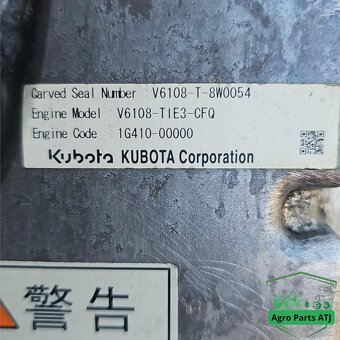 Carved Seal Number V6108-T-8W0054
Engine Model V6108-TIE3-CFQ
Engine Code 1G410-00000
Kubota KUBOTA Corporation
警告
Agro Parts ATJ